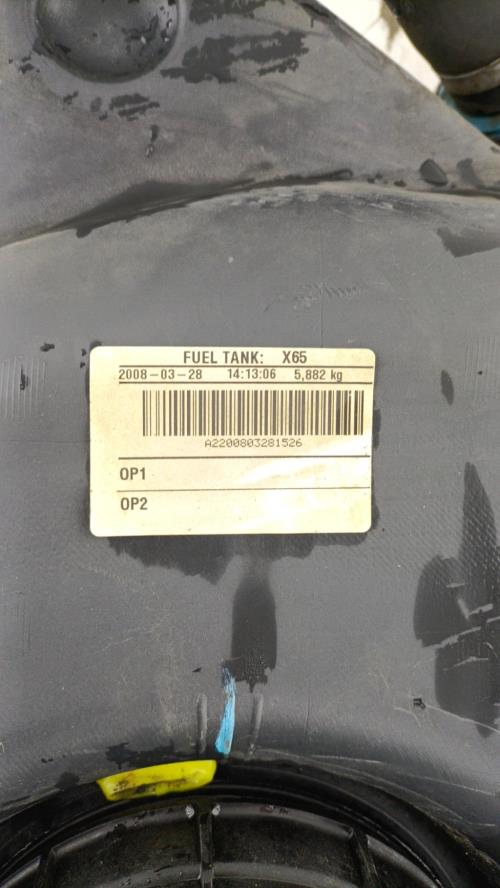 FUEL TANK: X65
2008-03-28 14:13:06 5,882 kg
A2200803281526
OP1
OP2